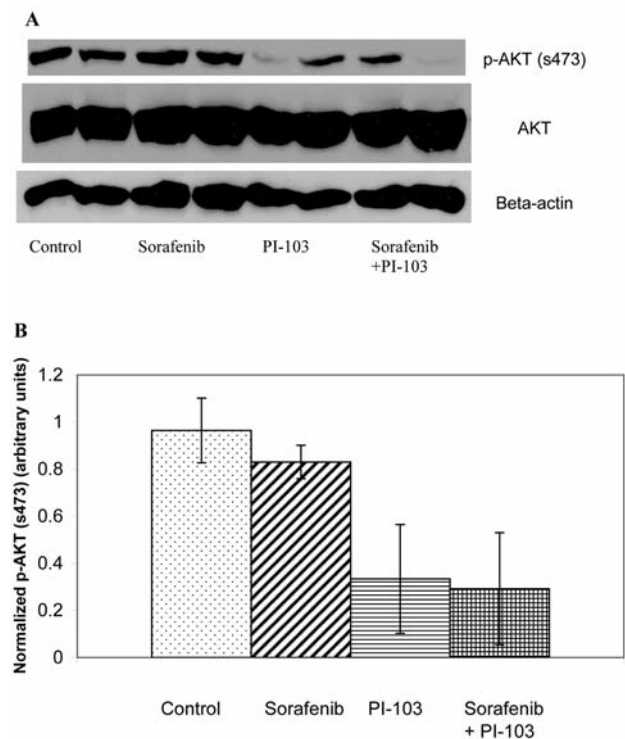 A
p-AKT (s473)
AKT
Beta-actin
Control Sorafenib PI-103 Sorafenib
+PI-103
B
Normalized p-AKT (s473) (arbitrary units)
1.2
1
0.8
0.6
0.4
0.2
0
Control Sorafenib PI-103 Sorafenib
+ PI-103